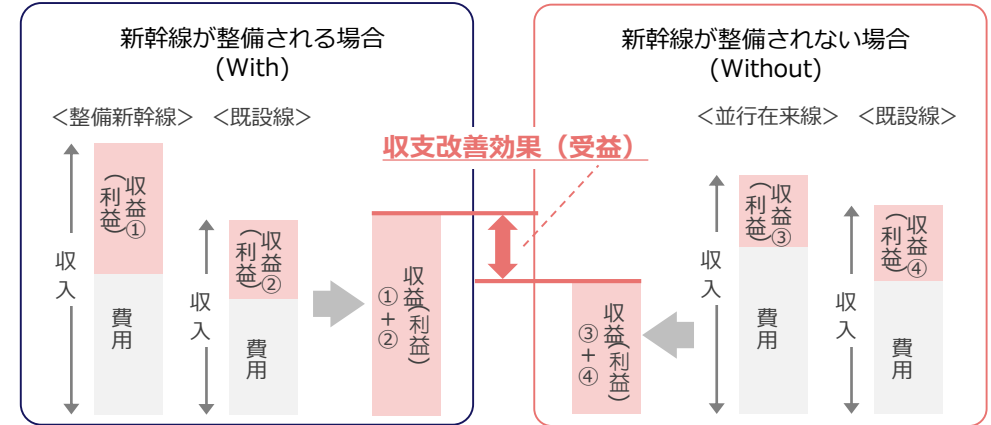 新幹線が整備される場合
(With)
＜整備新幹線＞
＜既設線＞
収入
収益①
(利益)
費用
収入
収益②
(利益)
費用
収益(利益)
①+②
収支改善効果（受益）
新幹線が整備されない場合
(Without)
＜並行在来線＞
＜既設線＞
収益(利益)
③+④
収入
収益③
(利益)
費用
収入
収益④
(利益)
費用